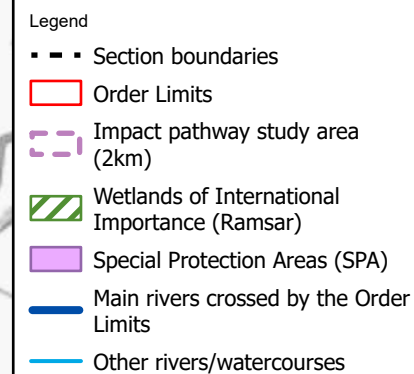 Legend
Section boundaries
Order Limits
Impact pathway study area
(2km)
Wetlands of International
Importance (Ramsar)
Special Protection Areas (SPA)
Main rivers crossed by the Order
Limits
Other rivers/watercourses